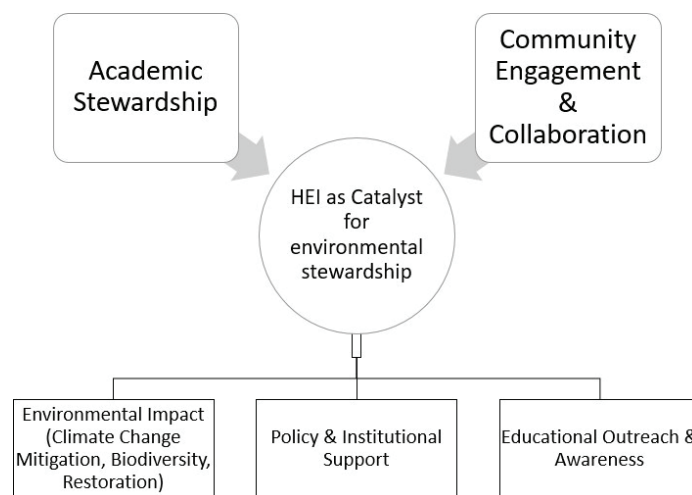 Academic
Stewardship
Community
Engagement
&
Collaboration
HEI as Catalyst
for
environmental
stewardship
Environmental Impact
(Climate Change
Mitigation, Biodiversity,
Restoration)
Policy & Institutional
Support
Educational Outreach &
Awareness